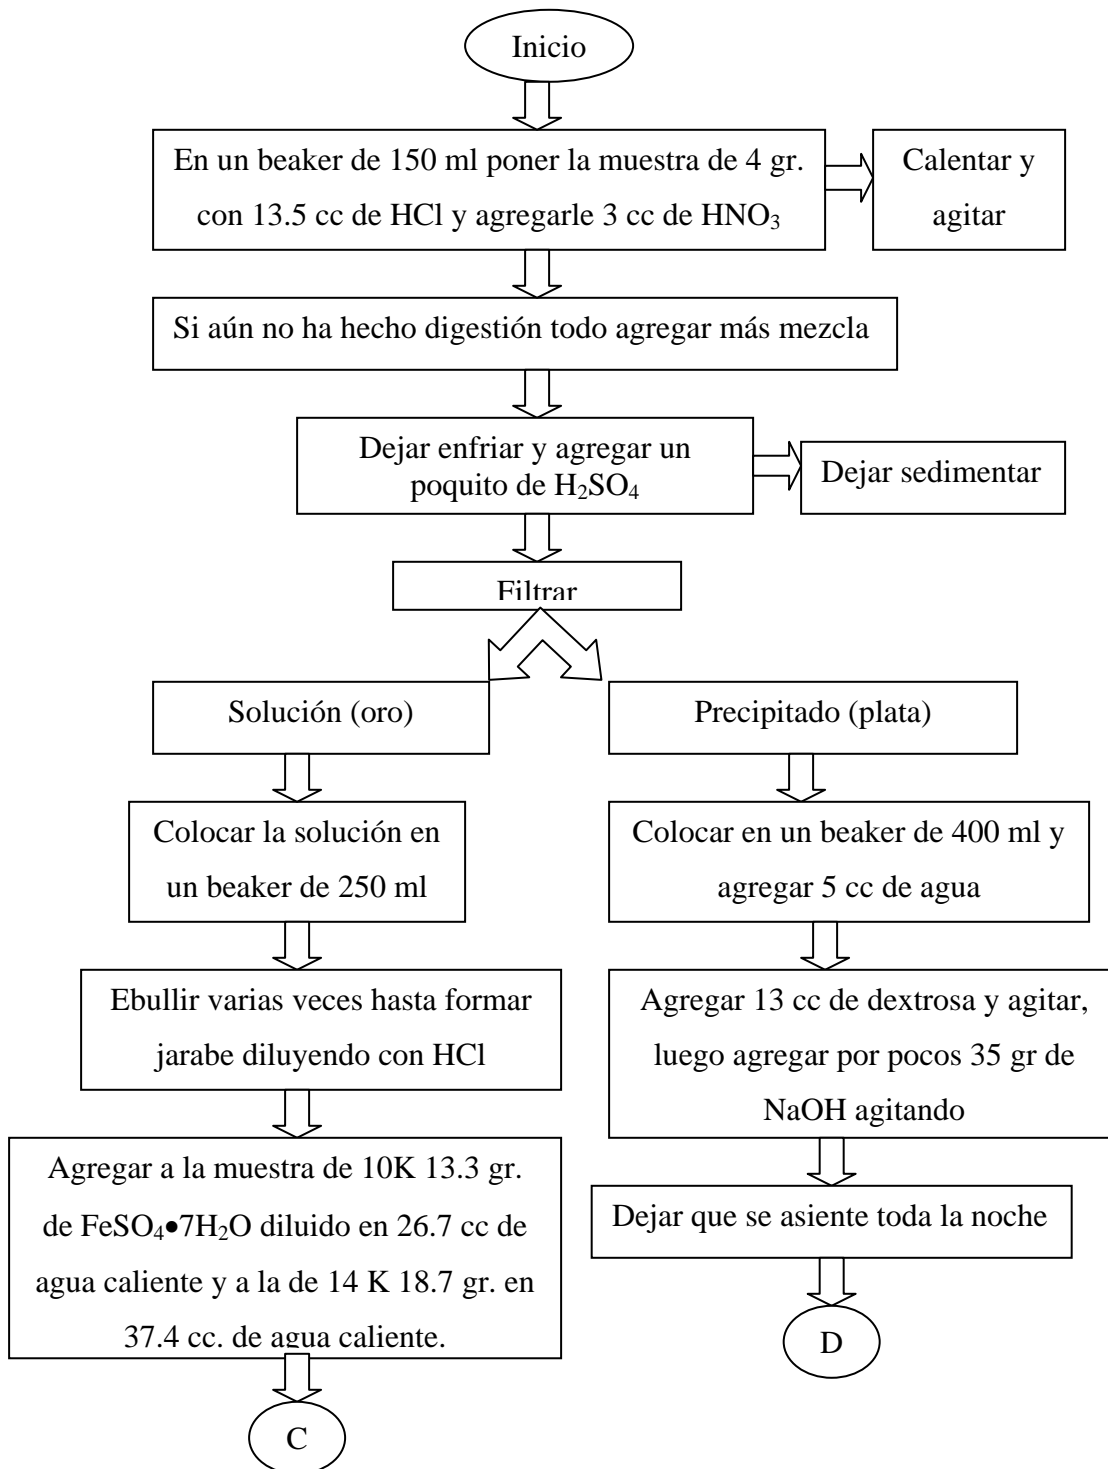 Inicio
En un beaker de 150 ml poner la muestra de 4 gr.
con 13.5 cc de HCl y agregarle 3 cc de HNO₃
Calentar y
agitar
Si aún no ha hecho digestión todo agregar más mezcla
Dejar enfriar y agregar un
poquito de H₂SO₄
Dejar sedimentar
Filtrar
Solución (oro)
Precipitado (plata)
Colocar la solución en
un beaker de 250 ml
Colocar en un beaker de 400 ml y
agregar 5 cc de agua
Ebullir varias veces hasta formar
jarabe diluyendo con HCl
Agregar 13 cc de dextrosa y agitar,
luego agregar por pocos 35 gr de
NaOH agitando
Agregar a la muestra de 10K 13.3 gr.
de FeSO₄•7H₂O diluido en 26.7 cc de
agua caliente y a la de 14 K 18.7 gr. en
37.4 cc. de agua caliente.
Dejar que se asiente toda la noche
D
C